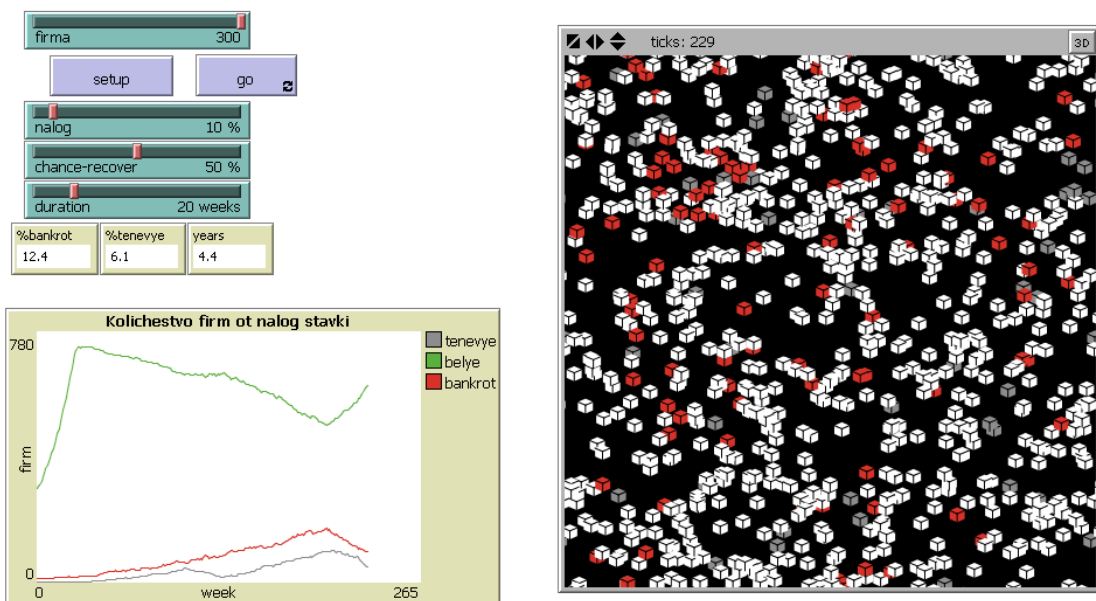 firma 300
setup
go
nalog 10 %
chance-recover 50 %
duration 20 weeks
%bankrot
12.4
%tenevye
6.1
years
4.4
Kolichestvo firm ot nalog stavki
780
firm
0
0
week
265
tenevye
belye
bankrot
ticks: 229
3D